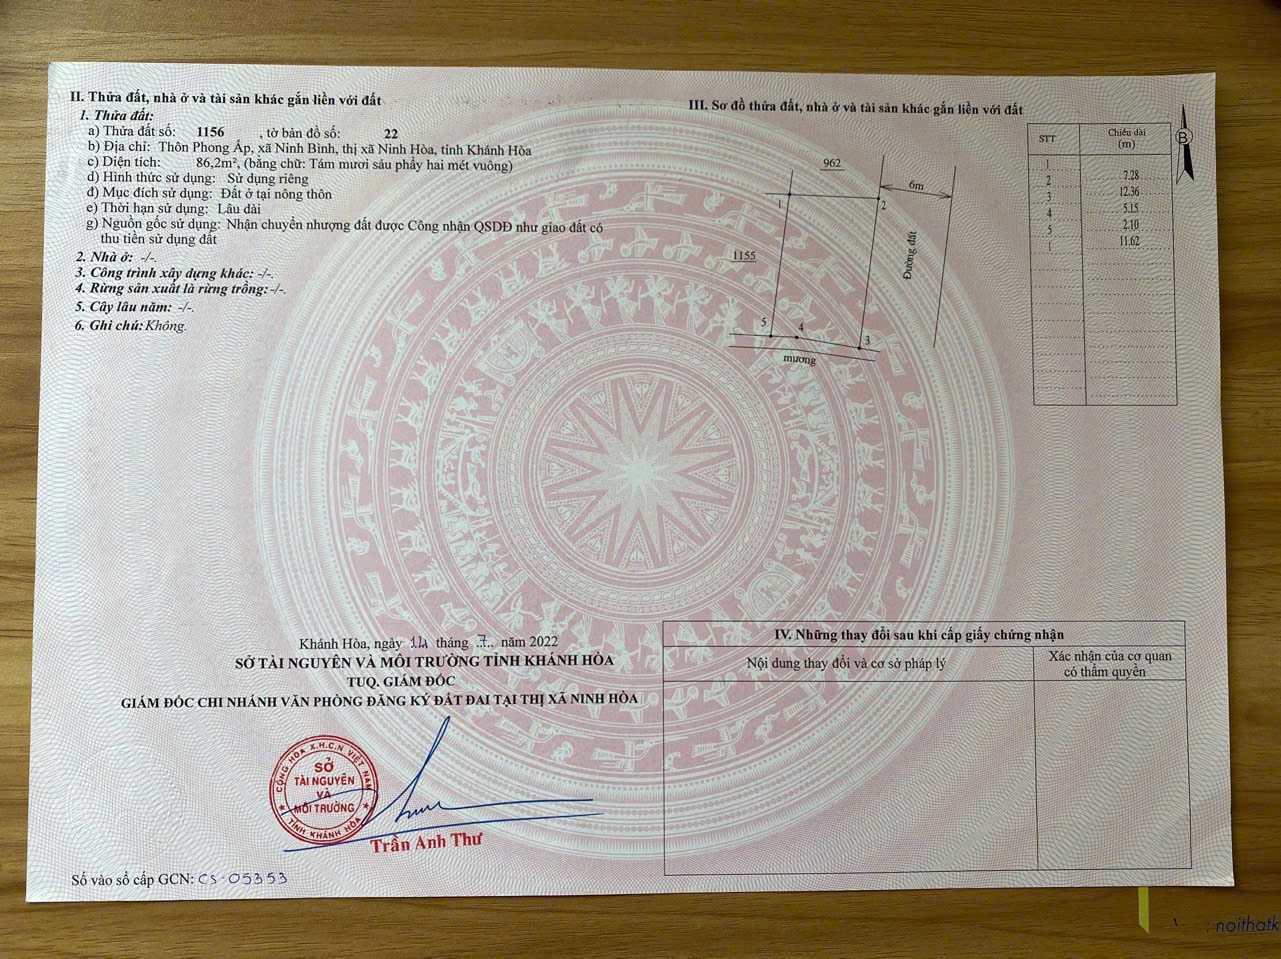 II. Thửa đất, nhà ở và tài sản khác gắn liền với đất
1. Thửa đất:
a) Thửa đất số: 1156 , tờ bản đồ số: 22
b) Địa chỉ: Thôn Phong Ấp, xã Ninh Bình, thị xã Ninh Hòa, tỉnh Khánh Hòa
c) Diện tích: 86,2m², (bằng chữ: Tám mươi sáu phẩy hai mét vuông)
d) Hình thức sử dụng: Sử dụng riêng
đ) Mục đích sử dụng: Đất ở tại nông thôn
e) Thời hạn sử dụng: Lâu dài
g) Nguồn gốc sử dụng: Nhận chuyển nhượng đất được Công nhận QSDĐ như giao đất có
thu tiền sử dụng đất
2. Nhà ở: -/-.
3. Công trình xây dựng khác: -/-.
4. Rừng sản xuất là rừng trồng: -/-.
5. Cây lâu năm: -/-.
6. Ghi chú: Không.
III. Sơ đồ thửa đất, nhà ở và tài sản khác gắn liền với đất
962
6m
1
2
1155
Đường đất
5
4
3
mương
B
STT Chiều dài
(m)
1
7.28
2
12.36
3
5.15
4
2.10
5
11.62
1
Khánh Hòa, ngày 14 tháng 7 năm 2022
SỞ TÀI NGUYÊN VÀ MÔI TRƯỜNG TỈNH KHÁNH HÒA
TUQ. GIÁM ĐỐC
GIÁM ĐỐC CHI NHÁNH VĂN PHÒNG ĐĂNG KÝ ĐẤT ĐAI TẠI THỊ XÃ NINH HÒA
CỘNG HÒA X.H.C.N VIỆT NAM
SỞ
TÀI NGUYÊN
VÀ
MÔI TRƯỜNG
TỈNH KHÁNH HÒA
Trần Anh Thư
Số vào sổ cấp GCN: CS 05353
IV. Những thay đổi sau khi cấp giấy chứng nhận
Nội dung thay đổi và cơ sở pháp lý
Xác nhận của cơ quan
có thẩm quyền
noithatk